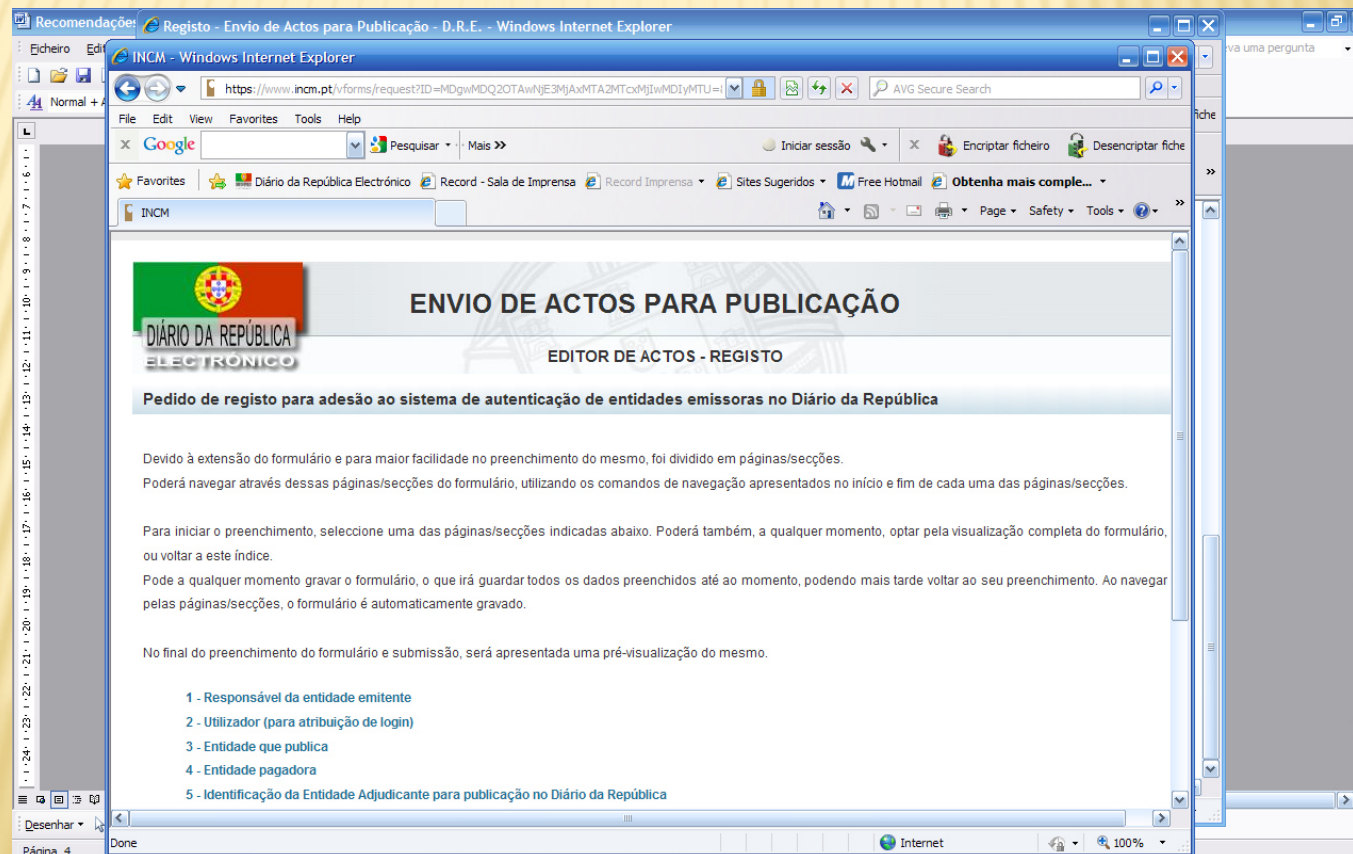 Recomendações
Registo - Envio de Actos para Publicação - D.R.E. - Windows Internet Explorer
Ficheiro
va uma pergunta
INCM - Windows Internet Explorer
https://www.incm.pt/vforms/request?ID=
AVG Secure Search
Normal +
File Edit View Favorites Tools Help
Google Pesquisar Mais >> Iniciar sessão Encriptar ficheiro Desencriptar fiche
Favorites Diário da República Electrónico Record - Sala de Imprensa Record Imprensa Sites Sugeridos Free Hotmail Obtenha mais comple...
INCM Page Safety Tools
ENVIO DE ACTOS PARA PUBLICAÇÃO
DIÁRIO DA REPÚBLICA
ELECTRÓNICO
EDITOR DE ACTOS - REGISTO
Pedido de registo para adesão ao sistema de autenticação de entidades emissoras no Diário da República
Devido à extensão do formulário e para maior facilidade no preenchimento do mesmo, foi dividido em páginas/secções.
Poderá navegar através dessas páginas/secções do formulário, utilizando os comandos de navegação apresentados no início e fim de cada uma das páginas/secções.
Para iniciar o preenchimento, seleccione uma das páginas/secções indicadas abaixo. Poderá também, a qualquer momento, optar pela visualização completa do formulário,
ou voltar a este índice.
Pode a qualquer momento gravar o formulário, o que irá guardar todos os dados preenchidos até ao momento, podendo mais tarde voltar ao seu preenchimento. Ao navegar
pelas páginas/secções, o formulário é automaticamente gravado.
No final do preenchimento do formulário e submissão, será apresentada uma pré-visualização do mesmo.
1 - Responsável da entidade emitente
2 - Utilizador (para atribuição de login)
3 - Entidade que publica
4 - Entidade pagadora
5 - Identificação da Entidade Adjudicante para publicação no Diário da República
Desenhar
Done Internet 100%
Página 4